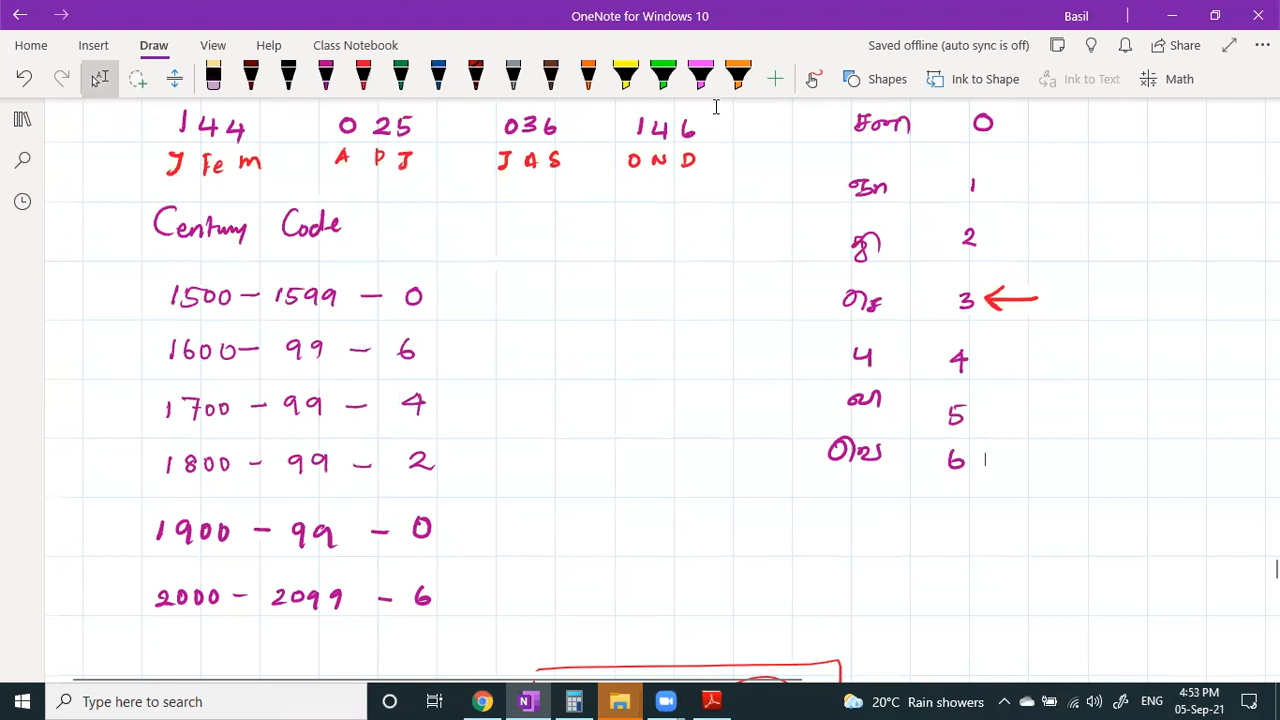 OneNote for Windows 10
Basil
Home Insert Draw View Help Class Notebook
Saved offline (auto sync is off)
Share
Shapes
Ink to Shape
Ink to Text
Math
144 025 036 146
J Fe m A P J J A S O N D
Century Code
1500 - 1599 - 0
1600 - 99 - 6
1700 - 99 - 4
1800 - 99 - 2
1900 - 99 - 0
2000 - 2099 - 6
சனி 0
ஞா 1
தி 2
செ 3
பு 4
வி 5
வெ 6
Type here to search
20°C Rain showers
ENG
4:53 PM
05-Sep-21